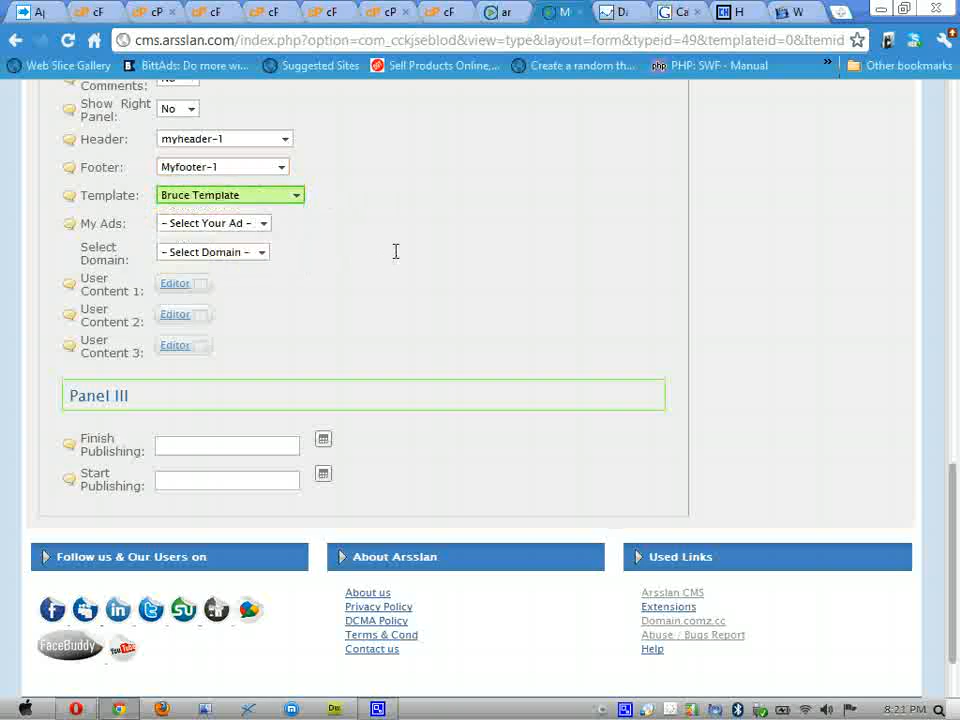 Aj cF cP cF cF cF cP cF ar M Da Ca H W
cms.arsslan.com/index.php?option=com_cckjseblod&view=type&layout=form&typeid=49&templateid=0&Itemid
Web Slice Gallery BittAds: Do more wi... Suggested Sites Sell Products Online,... Create a random th... php PHP: SWF - Manual » Other bookmarks
Comments: No
Show Right Panel: No
Header: myheader-1
Footer: Myfooter-1
Template: Bruce Template
My Ads: - Select Your Ad -
Select Domain: - Select Domain -
User Content 1: Editor
User Content 2: Editor
User Content 3: Editor
Panel III
Finish Publishing:
Start Publishing:
Follow us & Our Users on
FaceBuddy
You Tube
About Arsslan
About us
Privacy Policy
DCMA Policy
Terms & Cond
Contact us
Used Links
Arsslan CMS
Extensions
Domain.comz.cc
Abuse / Bugs Report
Help
Dw 8:21 PM